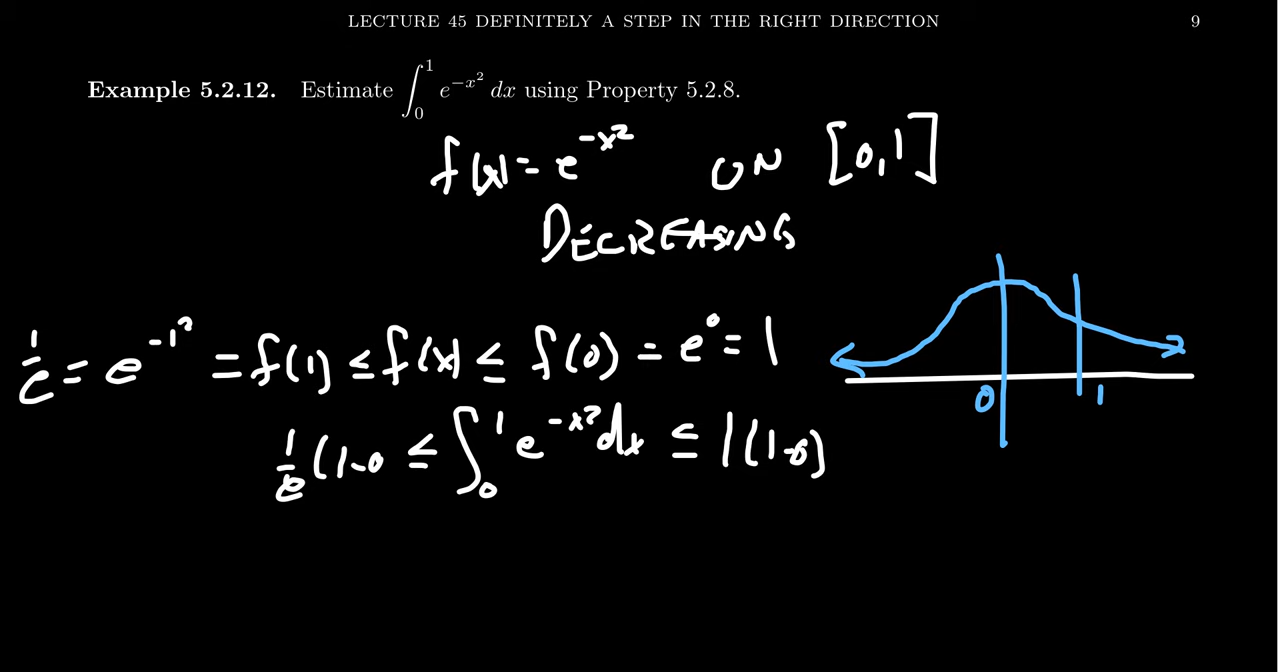 LECTURE 45 DEFINITELY A STEP IN THE RIGHT DIRECTION 9
Example 5.2.12. Estimate ∫₀¹ e^{-x²} dx using Property 5.2.8.
f(x) = e^{-x²} ON [0,1]
DECREASING
1/e = e^{-1²} = f(1) ≤ f(x) ≤ f(0) = e⁰ = 1
1/e (1-0 ≤ ∫₀¹ e^{-x²} dx ≤ 1(1-0)
0 1